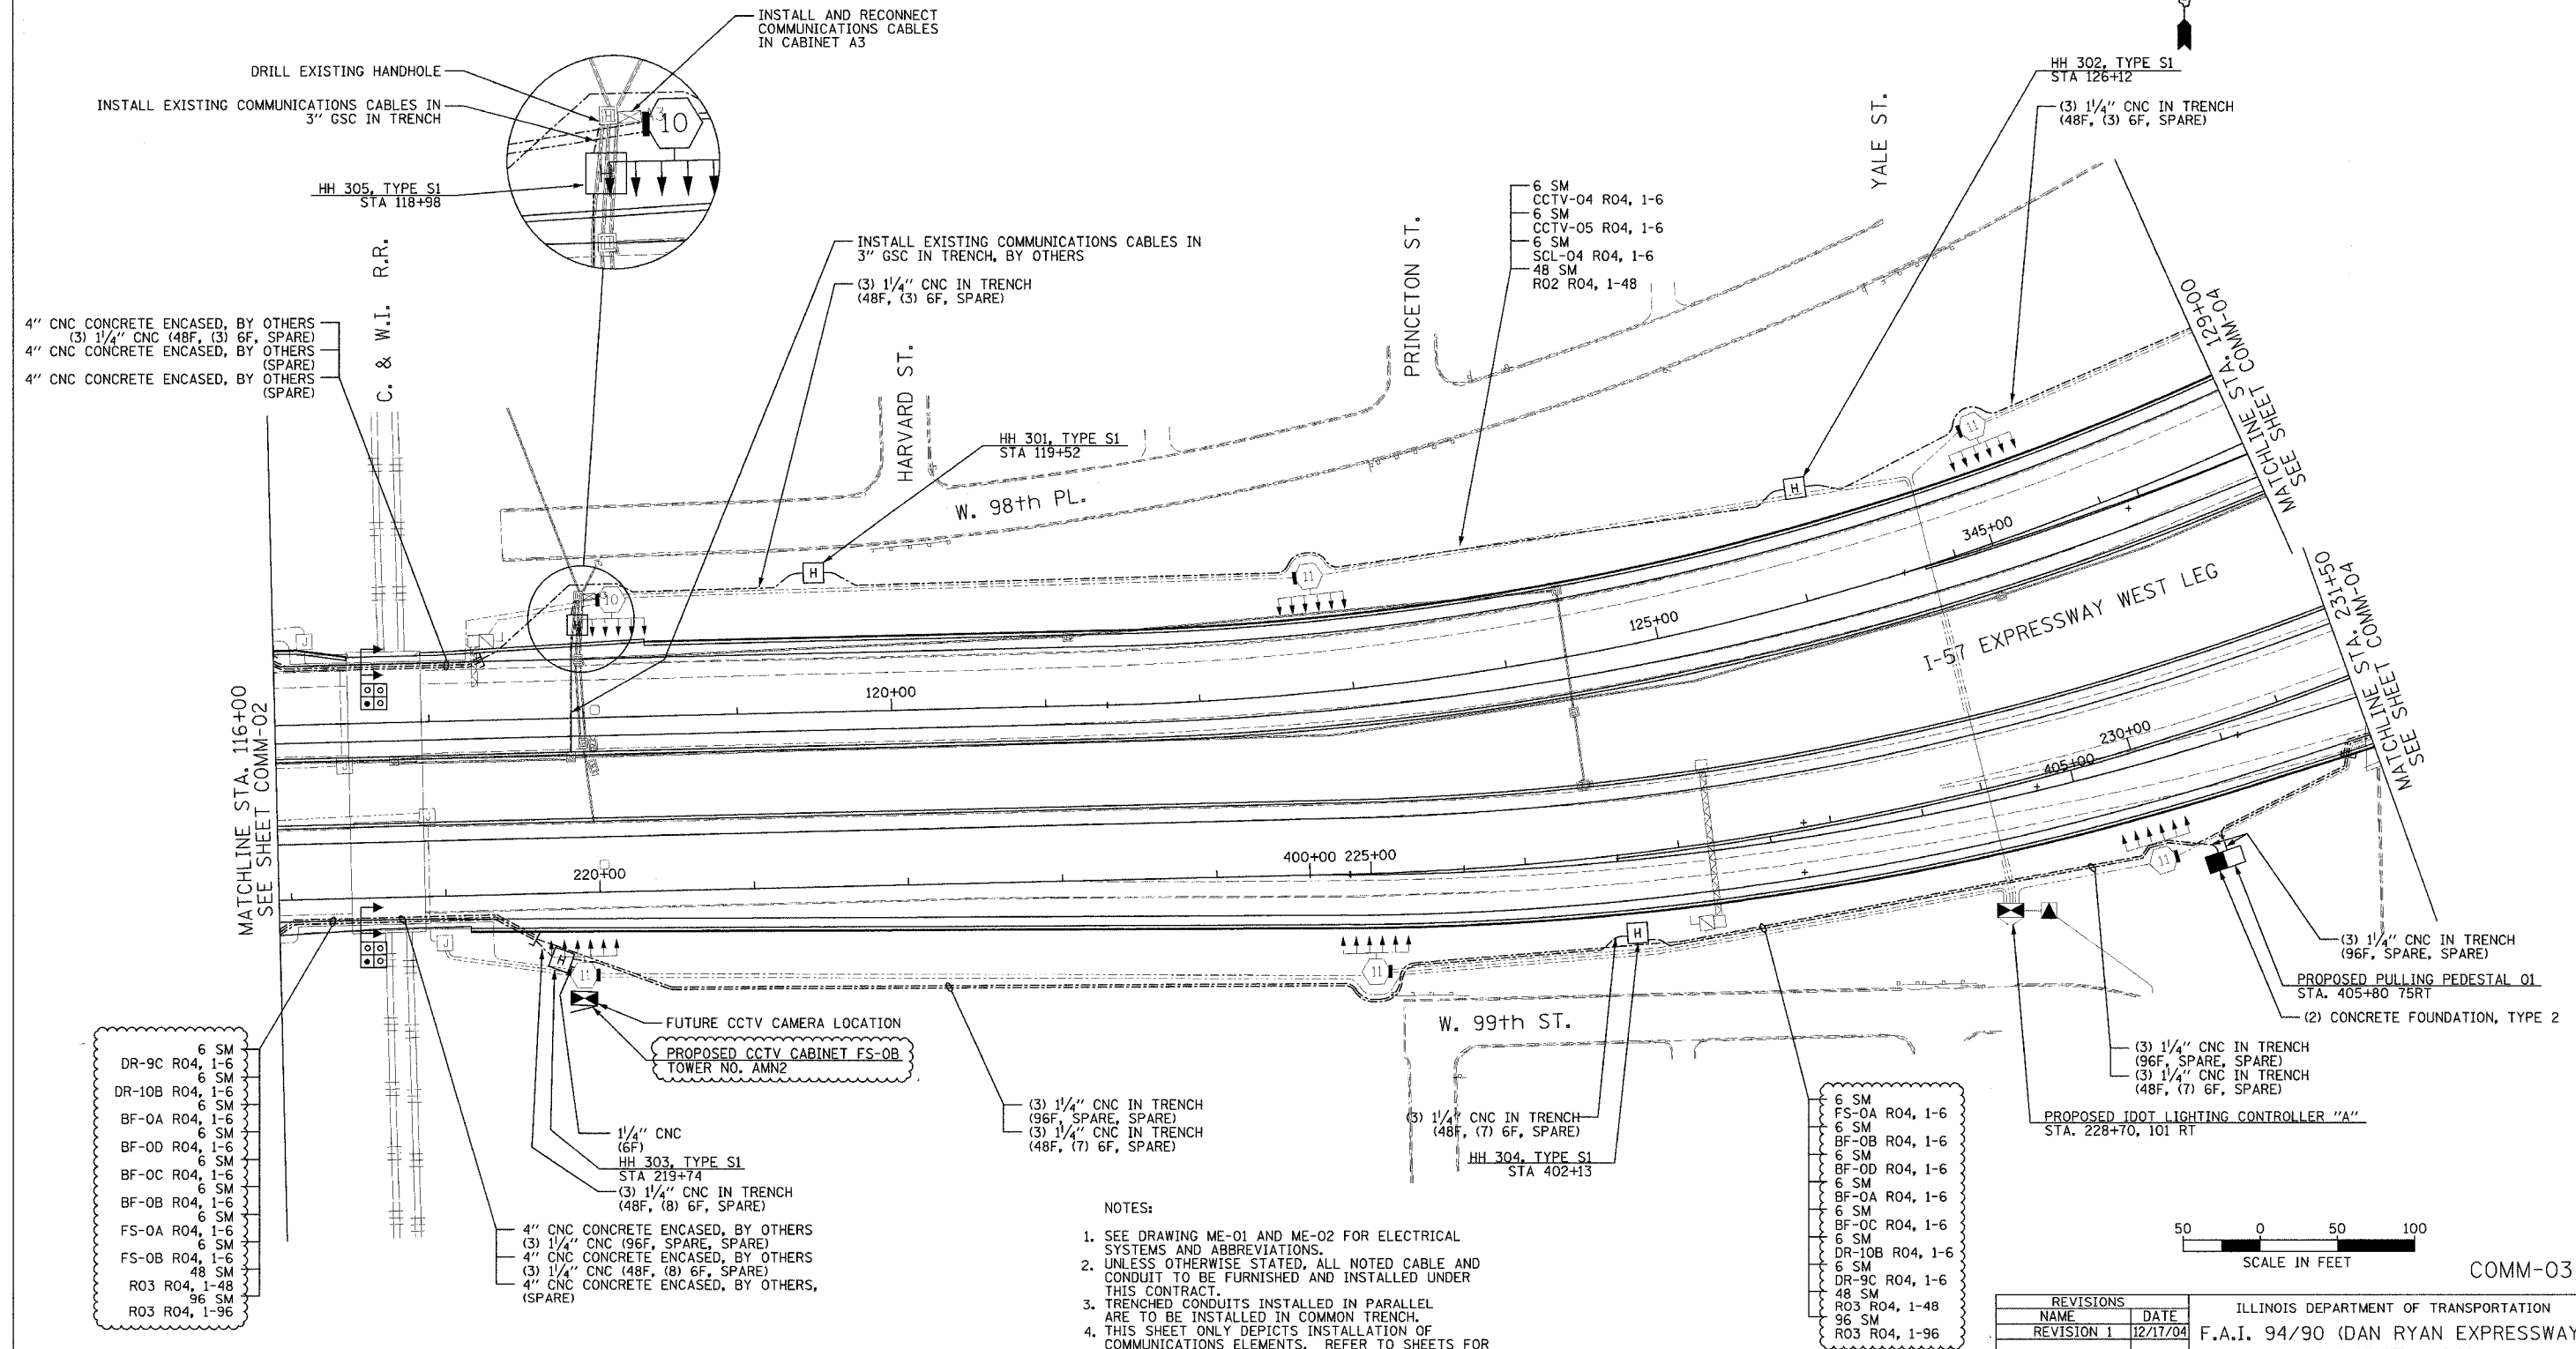 INSTALL AND RECONNECT
COMMUNICATIONS CABLES
IN CABINET A3
DRILL EXISTING HANDHOLE
INSTALL EXISTING COMMUNICATIONS CABLES IN
3" GSC IN TRENCH
HH 305, TYPE S1
STA 118+98
10
HH 302, TYPE S1
STA 126+12
(3) 1 1/4" CNC IN TRENCH
(48F, (3) 6F, SPARE)
YALE ST.
6 SM
CCTV-04 R04, 1-6
6 SM
CCTV-05 R04, 1-6
6 SM
SCL-04 R04, 1-6
48 SM
R02 R04, 1-48
PRINCETON ST.
INSTALL EXISTING COMMUNICATIONS CABLES IN
3" GSC IN TRENCH, BY OTHERS
(3) 1 1/4" CNC IN TRENCH
(48F, (3) 6F, SPARE)
C. & W.I. R.R.
4" CNC CONCRETE ENCASED, BY OTHERS
(3) 1 1/4" CNC (48F, (3) 6F, SPARE)
4" CNC CONCRETE ENCASED, BY OTHERS
(SPARE)
4" CNC CONCRETE ENCASED, BY OTHERS
(SPARE)
HARVARD ST.
HH 301, TYPE S1
STA 119+52
W. 98th PL.
MATCHLINE STA. 129+00
SEE SHEET COMM-04
11
H
345+00
H
11
10
H
125+00
I-57 EXPRESSWAY WEST LEG
MATCHLINE STA. 231+50
SEE SHEET COMM-04
J
120+00
MATCHLINE STA. 116+00
SEE SHEET COMM-02
230+00
405+00
400+00 225+00
220+00
11
J
H
11
H
11
(3) 1 1/4" CNC IN TRENCH
(96F, SPARE, SPARE)
PROPOSED PULLING PEDESTAL 01
STA. 405+80 75RT
(2) CONCRETE FOUNDATION, TYPE 2
W. 99th ST.
FUTURE CCTV CAMERA LOCATION
PROPOSED CCTV CABINET FS-0B
TOWER NO. AMN2
6 SM
DR-9C R04, 1-6
6 SM
DR-10B R04, 1-6
6 SM
BF-0A R04, 1-6
6 SM
BF-0D R04, 1-6
6 SM
BF-0C R04, 1-6
6 SM
BF-0B R04, 1-6
6 SM
FS-0A R04, 1-6
6 SM
FS-0B R04, 1-6
48 SM
R03 R04, 1-48
96 SM
R03 R04, 1-96
1 1/4" CNC
(6F)
HH 303, TYPE S1
STA 219+74
(3) 1 1/4" CNC IN TRENCH
(48F, (8) 6F, SPARE)
4" CNC CONCRETE ENCASED, BY OTHERS
(3) 1 1/4" CNC (96F, SPARE, SPARE)
4" CNC CONCRETE ENCASED, BY OTHERS
(3) 1 1/4" CNC (48F, (8) 6F, SPARE)
4" CNC CONCRETE ENCASED, BY OTHERS,
(SPARE)
(3) 1 1/4" CNC IN TRENCH
(96F, SPARE, SPARE)
(3) 1 1/4" CNC IN TRENCH
(48F, (7) 6F, SPARE)
(3) 1 1/4" CNC IN TRENCH
(48F, (7) 6F, SPARE)
HH 304, TYPE S1
STA 402+13
6 SM
FS-0A R04, 1-6
6 SM
BF-0B R04, 1-6
6 SM
BF-0D R04, 1-6
6 SM
BF-0A R04, 1-6
6 SM
BF-0C R04, 1-6
6 SM
DR-10B R04, 1-6
6 SM
DR-9C R04, 1-6
48 SM
R03 R04, 1-48
96 SM
R03 R04, 1-96
(3) 1 1/4" CNC IN TRENCH
(96F, SPARE, SPARE)
(3) 1 1/4" CNC IN TRENCH
(48F, (7) 6F, SPARE)
PROPOSED IDOT LIGHTING CONTROLLER "A"
STA. 228+70, 101 RT
NOTES:
1. SEE DRAWING ME-01 AND ME-02 FOR ELECTRICAL
SYSTEMS AND ABBREVIATIONS.
2. UNLESS OTHERWISE STATED, ALL NOTED CABLE AND
CONDUIT TO BE FURNISHED AND INSTALLED UNDER
THIS CONTRACT.
3. TRENCHED CONDUITS INSTALLED IN PARALLEL
ARE TO BE INSTALLED IN COMMON TRENCH.
4. THIS SHEET ONLY DEPICTS INSTALLATION OF
COMMUNICATIONS ELEMENTS. REFER TO SHEETS FOR
50 0 50 100
SCALE IN FEET
COMM-03
REVISIONS
NAME DATE
REVISION 1 12/17/04
ILLINOIS DEPARTMENT OF TRANSPORTATION
F.A.I. 94/90 (DAN RYAN EXPRESSWAY